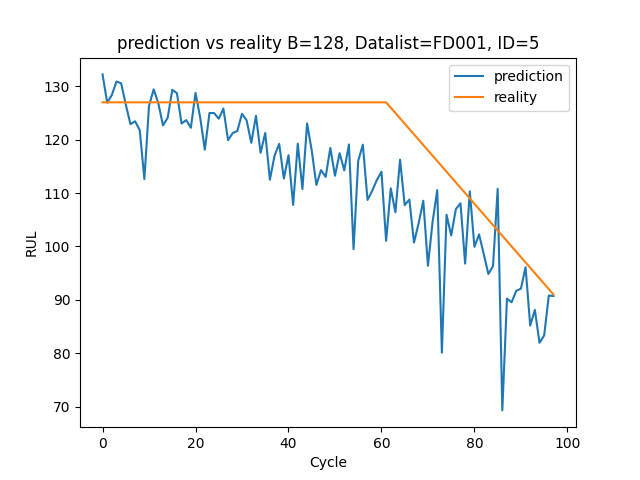 prediction vs reality B=128, Datalist=FD001, ID=5
prediction
reality
RUL
130
120
110
100
90
80
70
0
20
40
60
80
100
Cycle